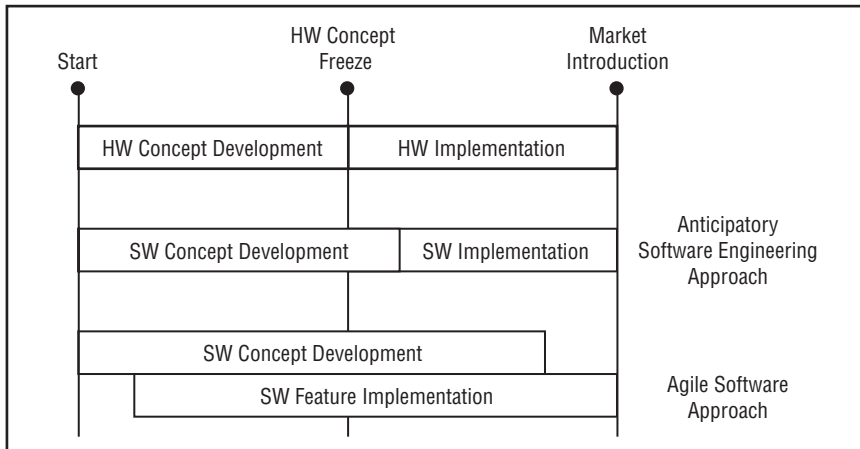 Start
HW Concept
Freeze
Market
Introduction
HW Concept Development
HW Implementation
SW Concept Development
SW Implementation
Anticipatory
Software Engineering
Approach
SW Concept Development
SW Feature Implementation
Agile Software
Approach